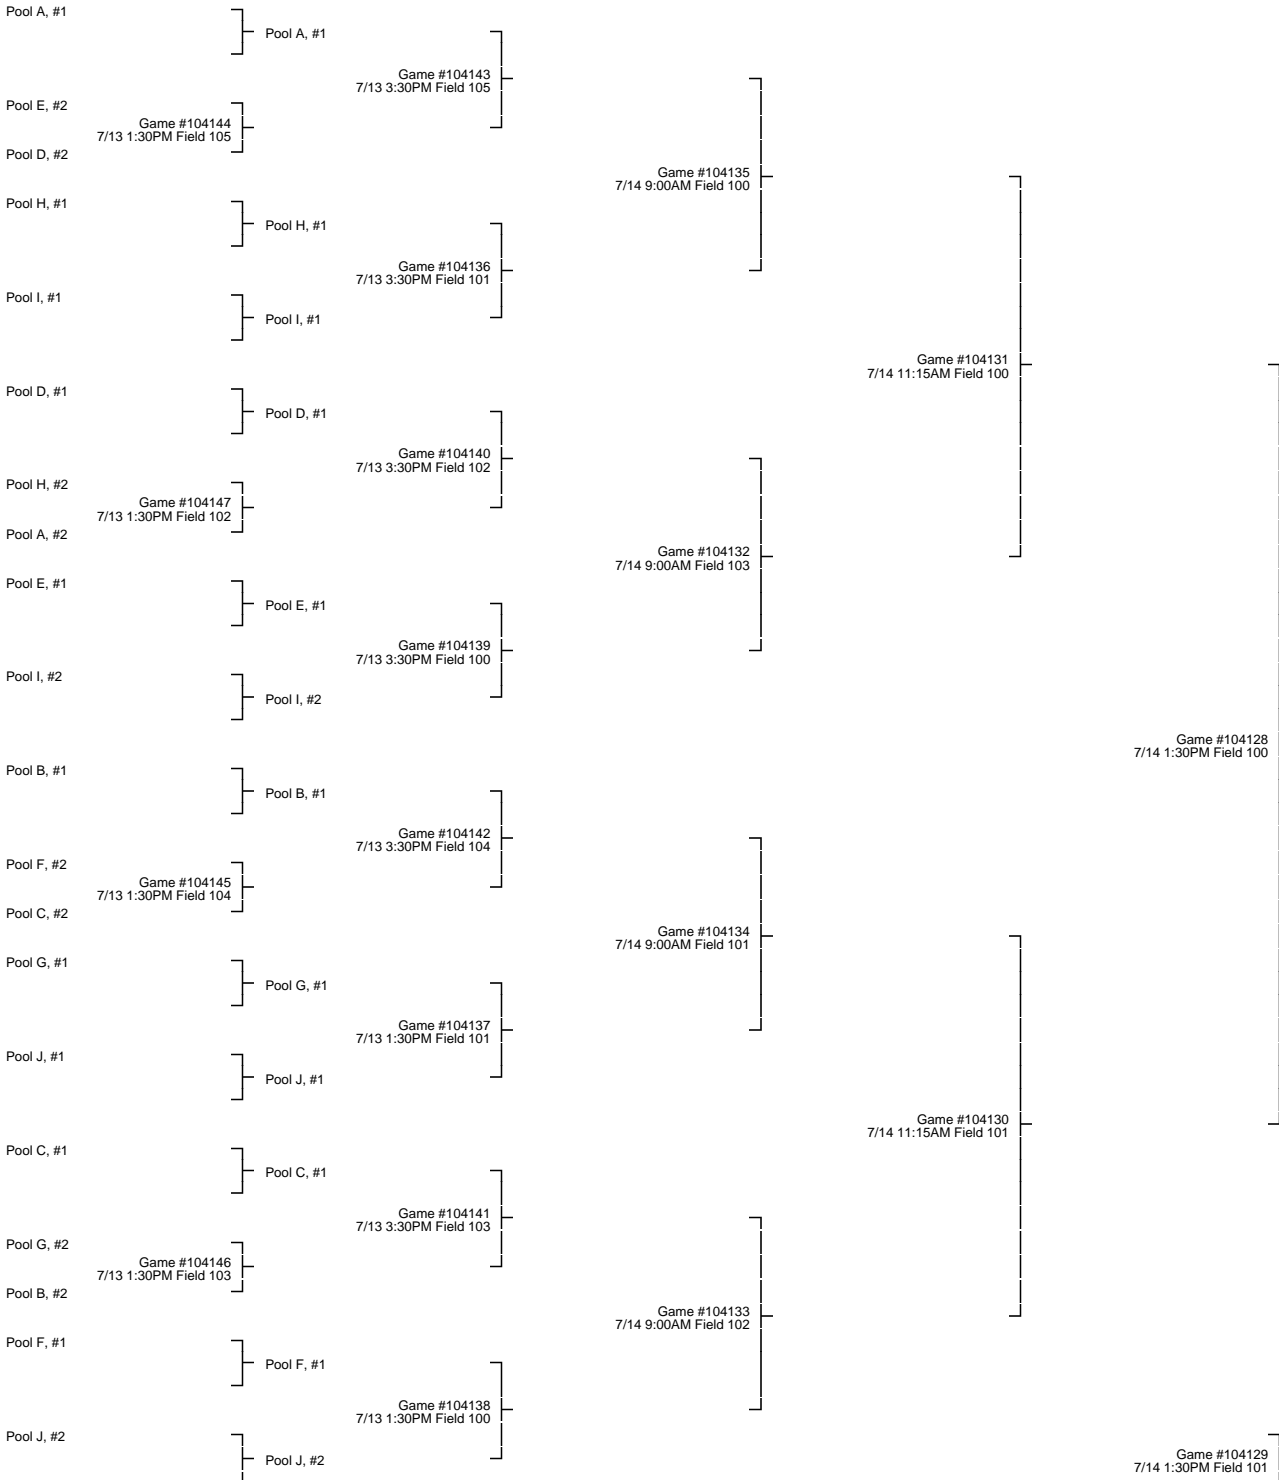 Pool A, #1
Pool A, #1
Game #104143
7/13 3:30PM Field 105
Pool E, #2
Game #104144
7/13 1:30PM Field 105
Pool D, #2
Game #104135
7/14 9:00AM Field 100
Pool H, #1
Pool H, #1
Game #104136
7/13 3:30PM Field 101
Pool I, #1
Pool I, #1
Game #104131
7/14 11:15AM Field 100
Pool D, #1
Pool D, #1
Game #104140
7/13 3:30PM Field 102
Pool H, #2
Game #104147
7/13 1:30PM Field 102
Pool A, #2
Game #104132
7/14 9:00AM Field 103
Pool E, #1
Pool E, #1
Game #104139
7/13 3:30PM Field 100
Pool I, #2
Pool I, #2
Game #104128
7/14 1:30PM Field 100
Pool B, #1
Pool B, #1
Game #104142
7/13 3:30PM Field 104
Pool F, #2
Game #104145
7/13 1:30PM Field 104
Pool C, #2
Game #104134
7/14 9:00AM Field 101
Pool G, #1
Pool G, #1
Game #104137
7/13 1:30PM Field 101
Pool J, #1
Pool J, #1
Game #104130
7/14 11:15AM Field 101
Pool C, #1
Pool C, #1
Game #104141
7/13 3:30PM Field 103
Pool G, #2
Game #104146
7/13 1:30PM Field 103
Pool B, #2
Game #104133
7/14 9:00AM Field 102
Pool F, #1
Pool F, #1
Game #104138
7/13 1:30PM Field 100
Pool J, #2
Pool J, #2
Game #104129
7/14 1:30PM Field 101